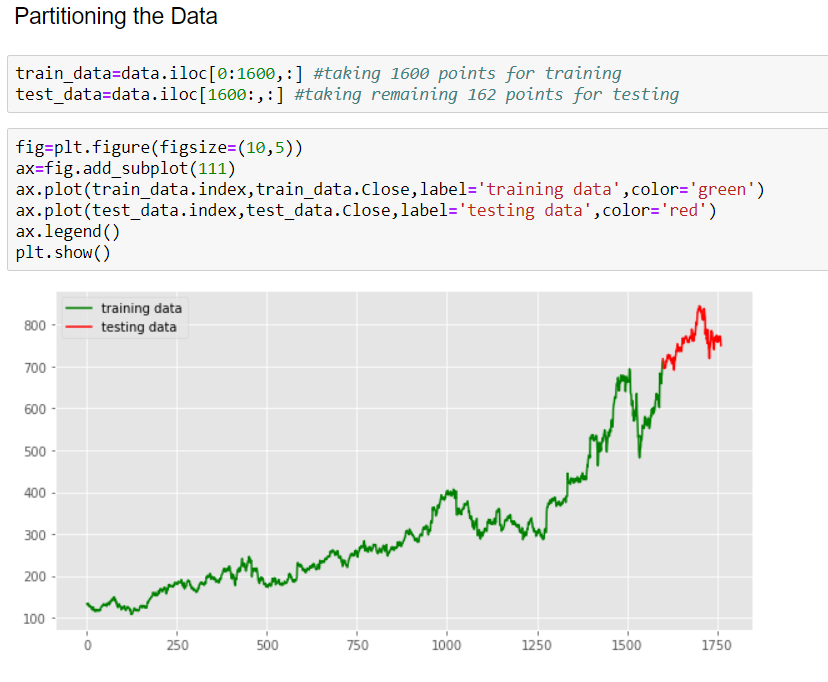 Partitioning the Data
train_data=data.iloc[0:1600,:] #taking 1600 points for training
test_data=data.iloc[1600:,:] #taking remaining 162 points for testing
fig=plt.figure(figsize=(10,5))
ax=fig.add_subplot(111)
ax.plot(train_data.index,train_data.Close,label='training data',color='green')
ax.plot(test_data.index,test_data.Close,label='testing data',color='red')
ax.legend()
plt.show()
training data
testing data
800
700
600
500
400
300
200
100
0 250 500 750 1000 1250 1500 1750